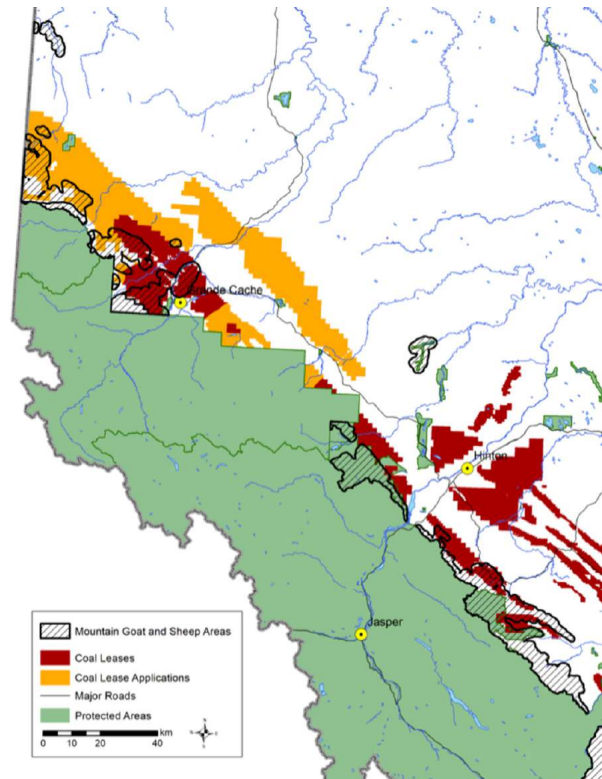 Grande Cache
Hinton
Jasper
Mountain Goat and Sheep Areas
Coal Leases
Coal Lease Applications
Major Roads
Protected Areas
km
0 10 20 40